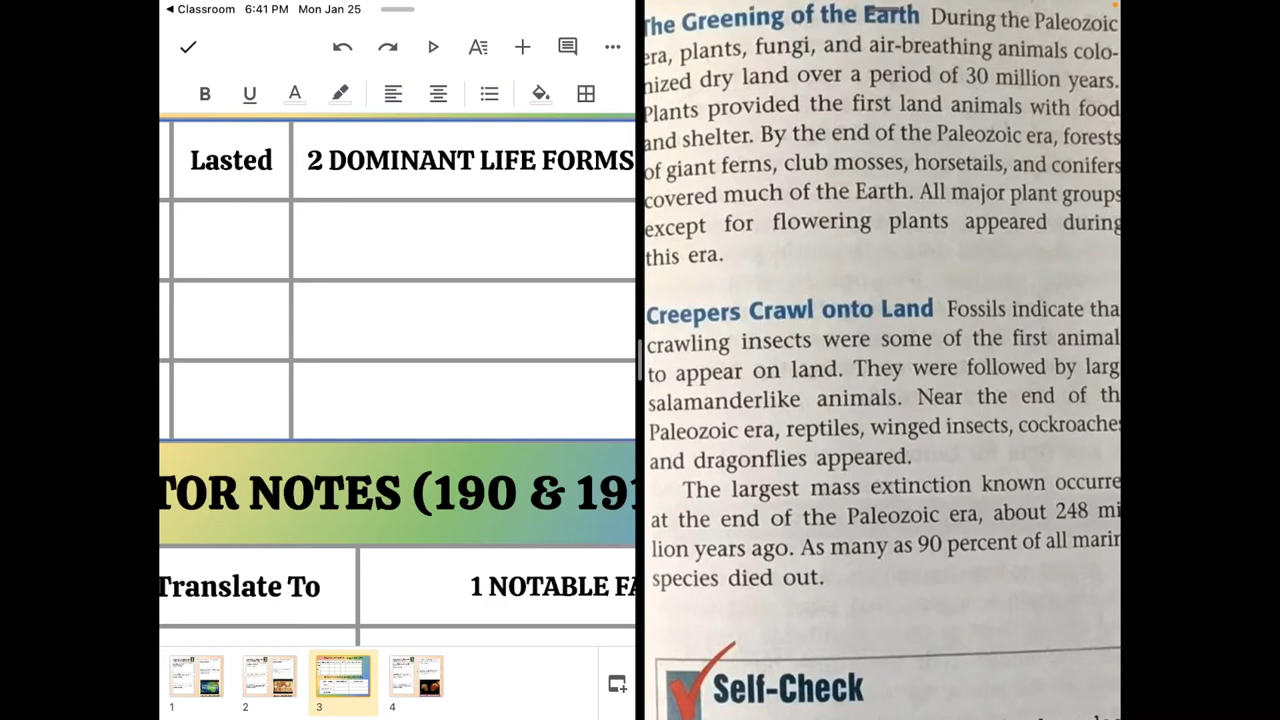 Classroom 6:41 PM Mon Jan 25
Lasted
2 DOMINANT LIFE FORMS
TOR NOTES (190 & 191
Translate To
1 NOTABLE FA
1
2
3
4
The Greening of the Earth During the Paleozoic
era, plants, fungi, and air-breathing animals colo-
nized dry land over a period of 30 million years.
Plants provided the first land animals with food
and shelter. By the end of the Paleozoic era, forests
of giant ferns, club mosses, horsetails, and conifers
covered much of the Earth. All major plant groups
except for flowering plants appeared during
this era.
Creepers Crawl onto Land Fossils indicate tha
crawling insects were some of the first animal
to appear on land. They were followed by larg
salamanderlike animals. Near the end of th
Paleozoic era, reptiles, winged insects, cockroaches
and dragonflies appeared.
The largest mass extinction known occurre
at the end of the Paleozoic era, about 248 mi
lion years ago. As many as 90 percent of all marin
species died out.
Self-Check